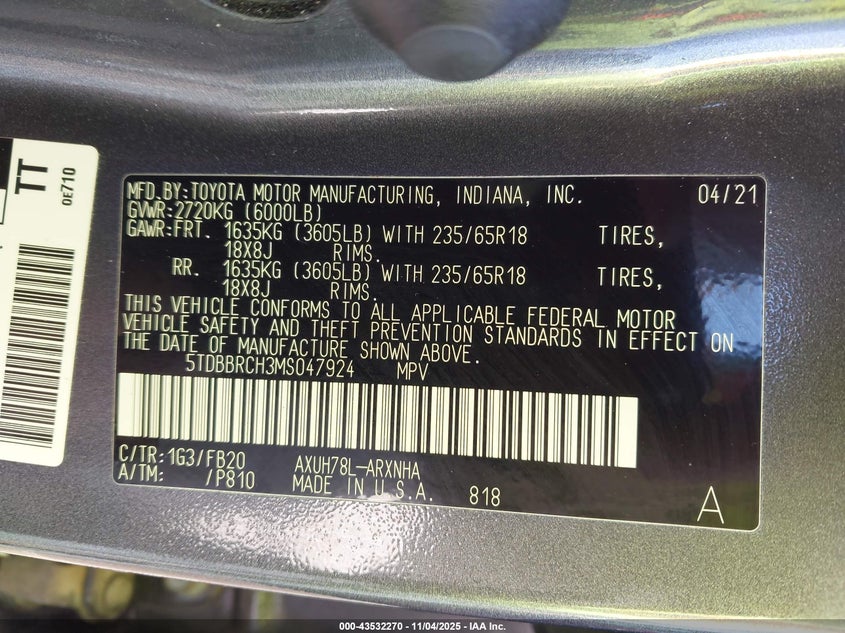 TT
0E710
MFD.BY:TOYOTA MOTOR MANUFACTURING, INDIANA, INC. 04/21
GVWR:2720KG (6000LB)
GAWR:FRT. 1635KG (3605LB) WITH 235/65R18 TIRES,
18X8J RIMS.
RR. 1635KG (3605LB) WITH 235/65R18 TIRES,
18X8J RIMS.
THIS VEHICLE CONFORMS TO ALL APPLICABLE FEDERAL MOTOR
VEHICLE SAFETY AND THEFT PREVENTION STANDARDS IN EFFECT ON
THE DATE OF MANUFACTURE SHOWN ABOVE.
5TDBBRCH3MS047924 MPV
C/TR:1G3/FB20 AXUH78L-ARXNHA
A/TM: /P810 MADE IN U.S.A. 818
A
000-43532270 - 11/04/2025 - IAA Inc.